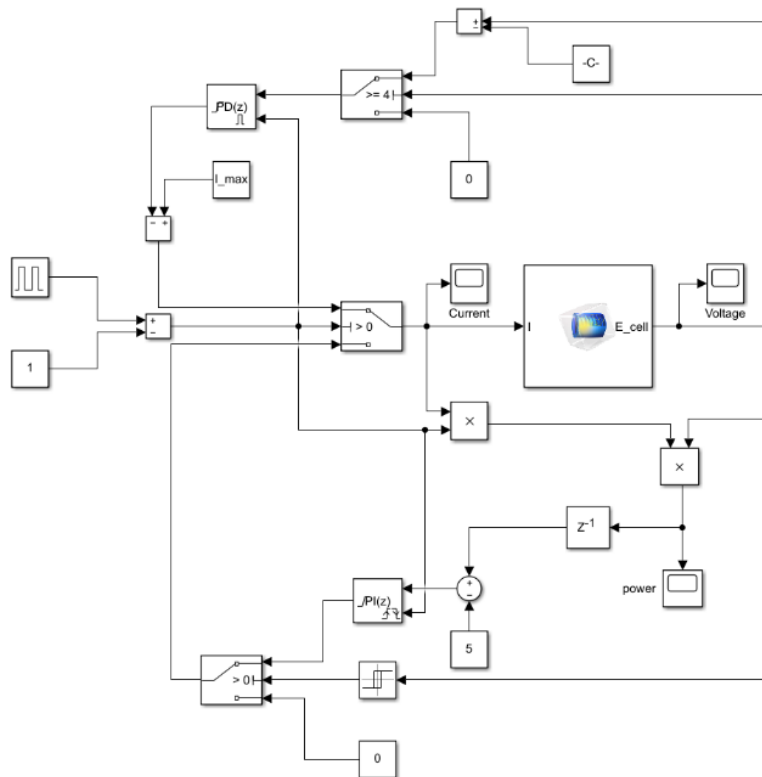 +
−
-C-
PD(z)
>= 4
I_max
0
− +
Current
Voltage
+
−
> 0
I
E_cell
1
×
×
Z-1
power
PI(z)
+
−
5
> 0
0